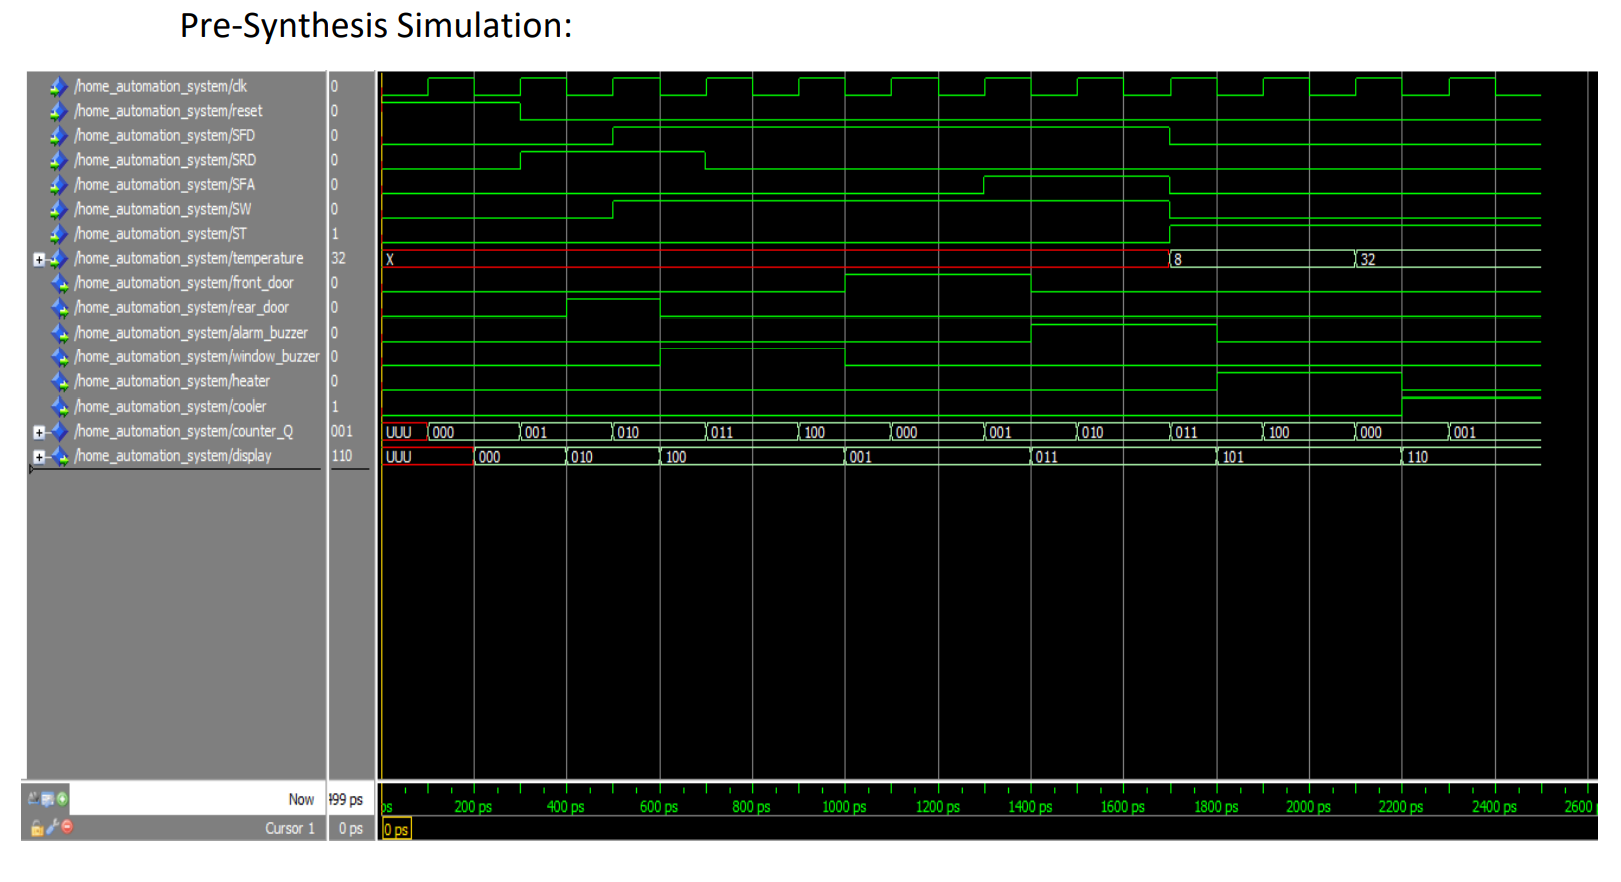 Pre-Synthesis Simulation:
/home_automation_system/clk 0
/home_automation_system/reset 0
/home_automation_system/SFD 0
/home_automation_system/SRD 0
/home_automation_system/SFA 0
/home_automation_system/SW 0
/home_automation_system/ST 1
/home_automation_system/temperature 32 X 8 32
/home_automation_system/front_door 0
/home_automation_system/rear_door 0
/home_automation_system/alarm_buzzer 0
/home_automation_system/window_buzzer 0
/home_automation_system/heater 0
/home_automation_system/cooler 1
/home_automation_system/counter_Q 001 UUU 000 001 010 011 100 000 001 010 011 100 000 001
/home_automation_system/display 110 UUU 000 010 100 001 011 101 110
Now 99 ps ps 200 ps 400 ps 600 ps 800 ps 1000 ps 1200 ps 1400 ps 1600 ps 1800 ps 2000 ps 2200 ps 2400 ps 2600
Cursor 1 0 ps 0 ps